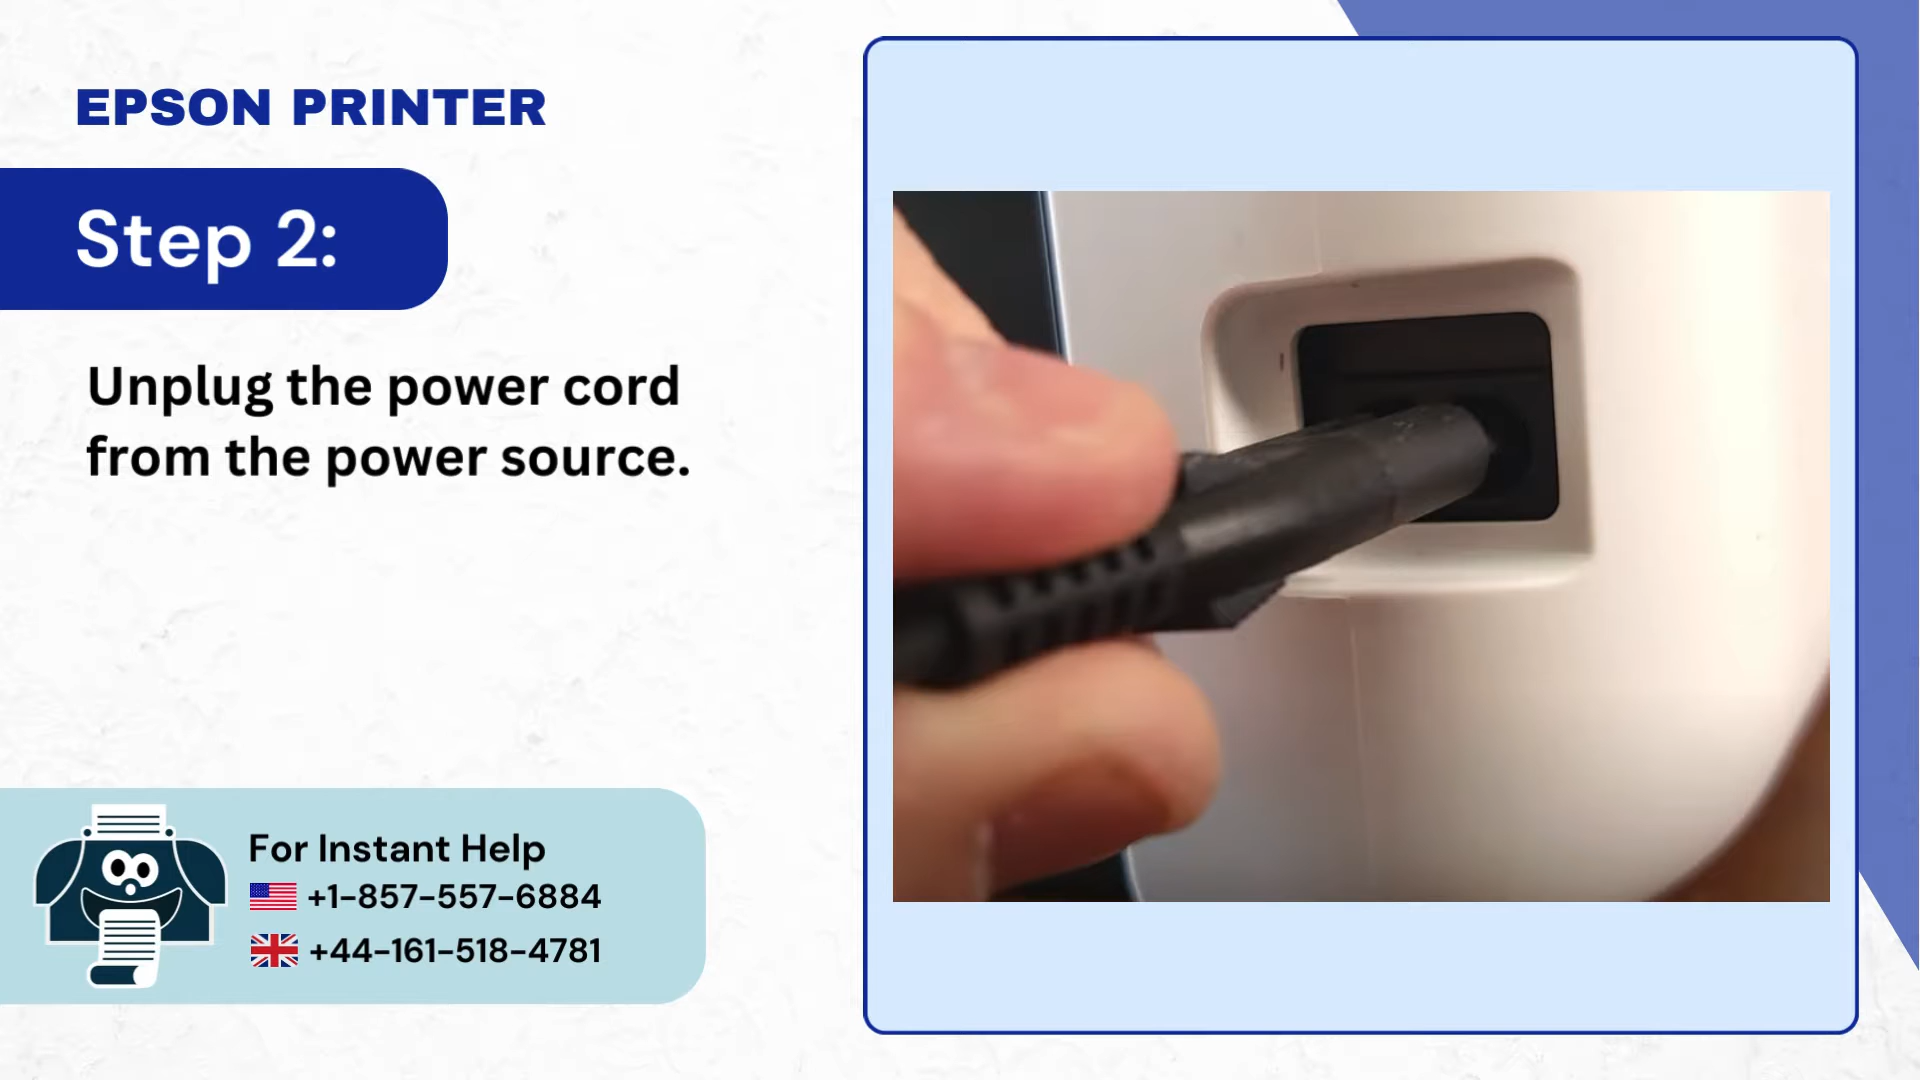 EPSON PRINTER
Step 2:
Unplug the power cord
from the power source.
For Instant Help
+1-857-557-6884
+44-161-518-4781